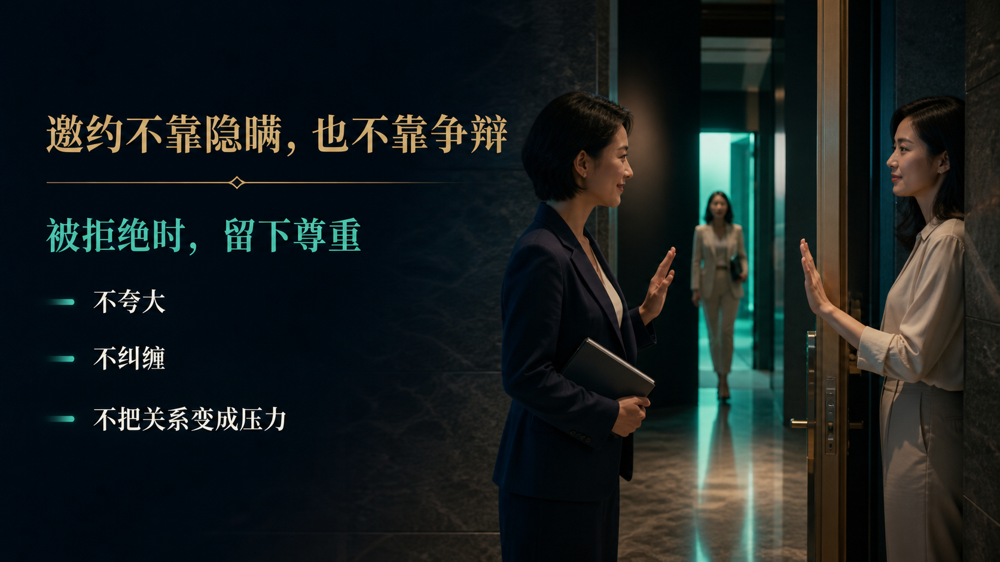 邀约不靠隐瞒，也不靠争辩
被拒绝时，留下尊重
不夸大
不纠缠
不把关系变成压力